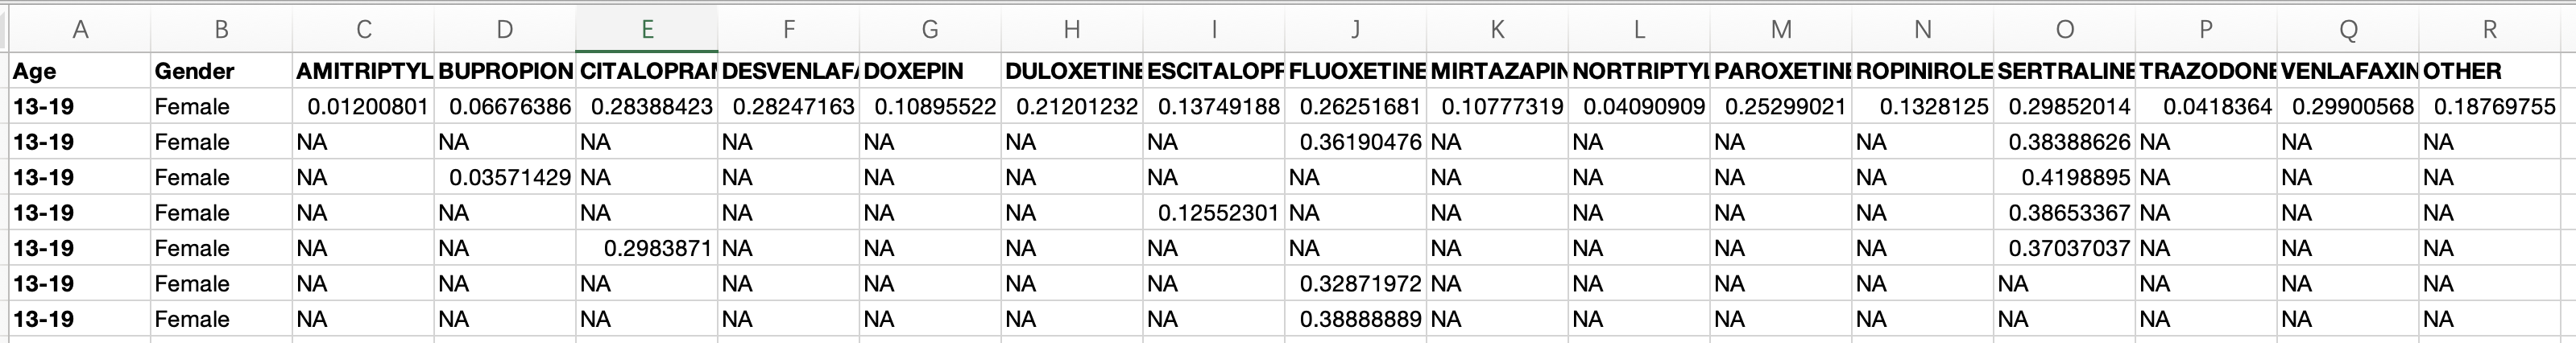 A B C D E F G H I J K L M N O P Q R
Age Gender AMITRIPTYL BUPROPION CITALOPRAM DESVENLAFA DOXEPIN DULOXETINE ESCITALOPR FLUOXETINE MIRTAZAPIN NORTRIPTYL PAROXETINE ROPINIROLE SERTRALINE TRAZODONE VENLAFAXIN OTHER
13-19 Female 0.01200801 0.06676386 0.28388423 0.28247163 0.10895522 0.21201232 0.13749188 0.26251681 0.10777319 0.04090909 0.25299021 0.1328125 0.29852014 0.0418364 0.29900568 0.18769755
13-19 Female NA NA NA NA NA NA NA 0.36190476 NA NA NA NA 0.38388626 NA NA NA
13-19 Female NA 0.03571429 NA NA NA NA NA NA NA NA NA NA 0.4198895 NA NA NA
13-19 Female NA NA NA NA NA NA 0.12552301 NA NA NA NA NA 0.38653367 NA NA NA
13-19 Female NA NA 0.2983871 NA NA NA NA NA NA NA NA NA 0.37037037 NA NA NA
13-19 Female NA NA NA NA NA NA NA 0.32871972 NA NA NA NA NA NA NA NA
13-19 Female NA NA NA NA NA NA NA 0.38888889 NA NA NA NA NA NA NA NA